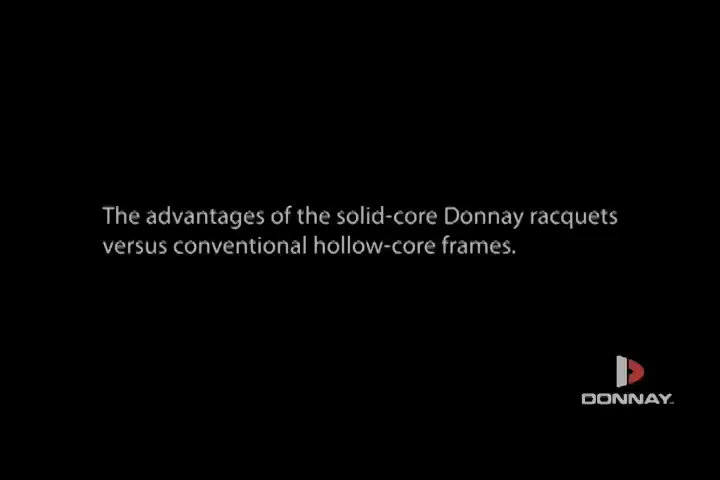 The advantages of the solid-core Donnay racquets
versus conventional hollow-core frames.
DONNAY